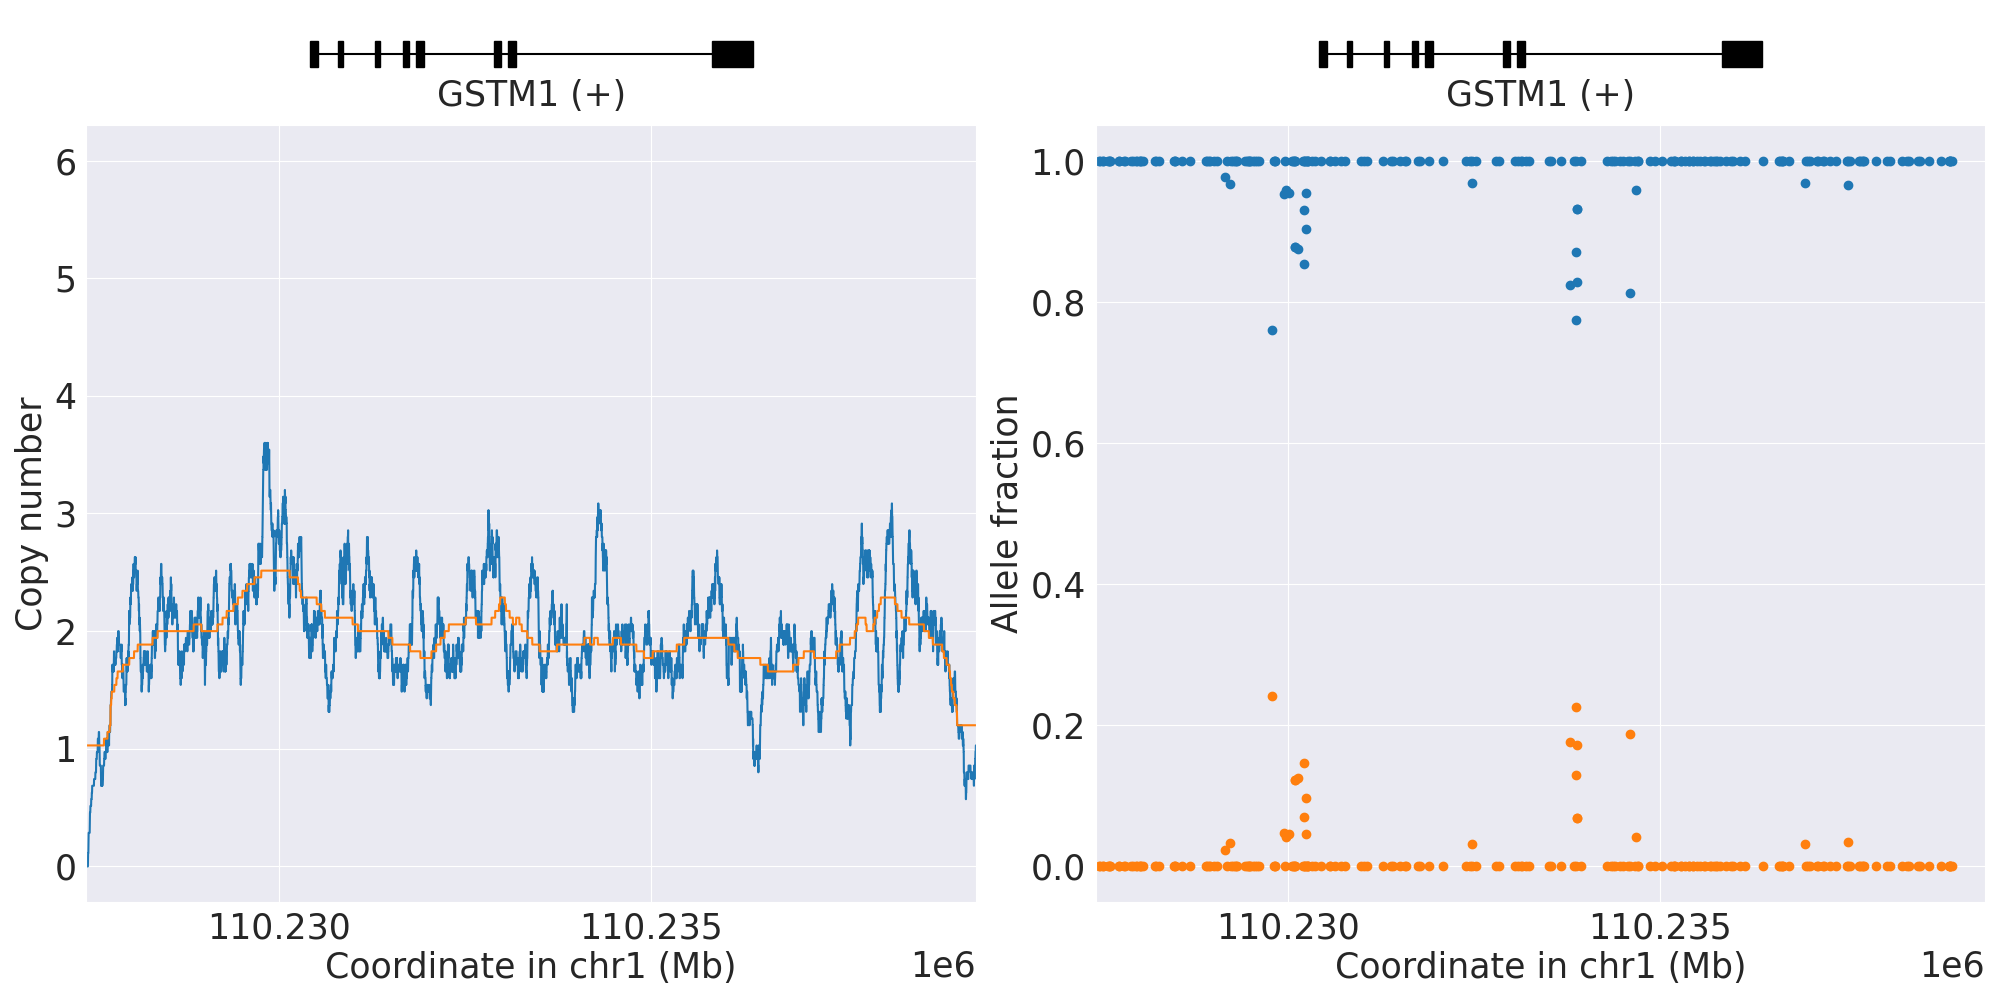 GSTM1 (+)
6
5
4
3
2
1
0
Copy number
110.230
110.235
Coordinate in chr1 (Mb)
1e6
GSTM1 (+)
1.0
0.8
0.6
0.4
0.2
0.0
Allele fraction
110.230
110.235
Coordinate in chr1 (Mb)
1e6